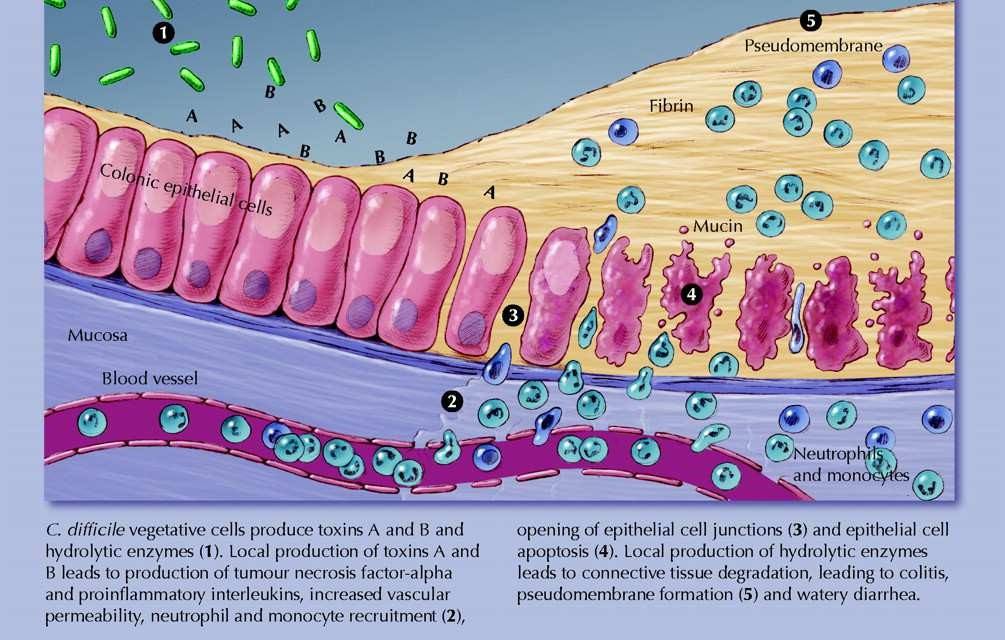 1
5
Pseudomembrane
B
B
Fibrin
A
A
A
A
B
B
B
A
B
A
Colonic epithelial cells
Mucin
4
3
Mucosa
Blood vessel
2
Neutrophils
and monocytes
C. difficile vegetative cells produce toxins A and B and
hydrolytic enzymes (1). Local production of toxins A and
B leads to production of tumour necrosis factor-alpha
and proinflammatory interleukins, increased vascular
permeability, neutrophil and monocyte recruitment (2),
opening of epithelial cell junctions (3) and epithelial cell
apoptosis (4). Local production of hydrolytic enzymes
leads to connective tissue degradation, leading to colitis,
pseudomembrane formation (5) and watery diarrhea.